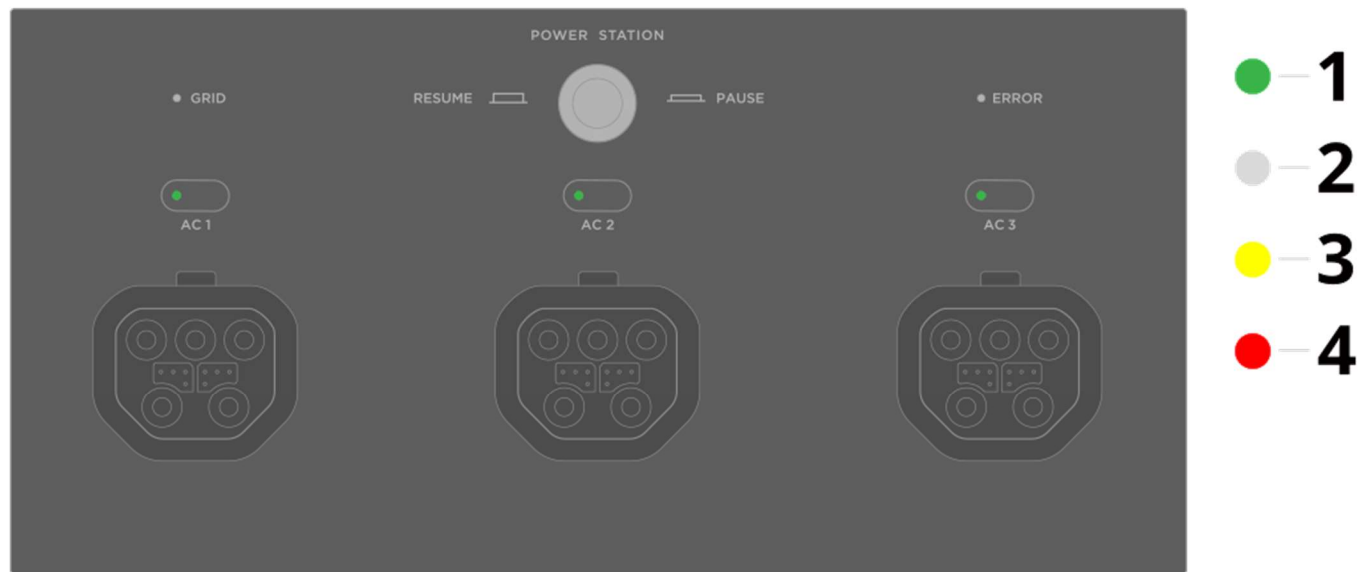 POWER STATION
GRID
RESUME
PAUSE
ERROR
AC 1
AC 2
AC 3
1
2
3
4